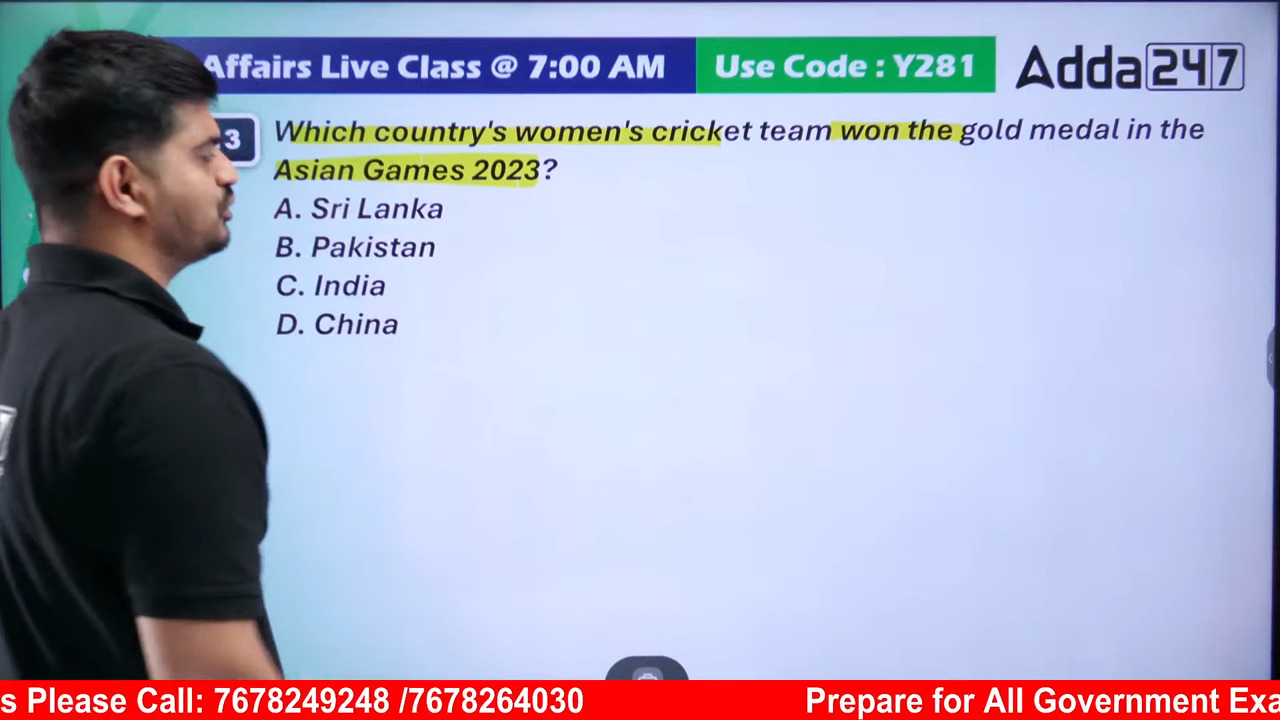 Affairs Live Class @ 7:00 AM
Use Code : Y281
Adda247
3
Which country's women's cricket team won the gold medal in the
Asian Games 2023?
A. Sri Lanka
B. Pakistan
C. India
D. China
s Please Call: 7678249248 /7678264030
Prepare for All Government Exa